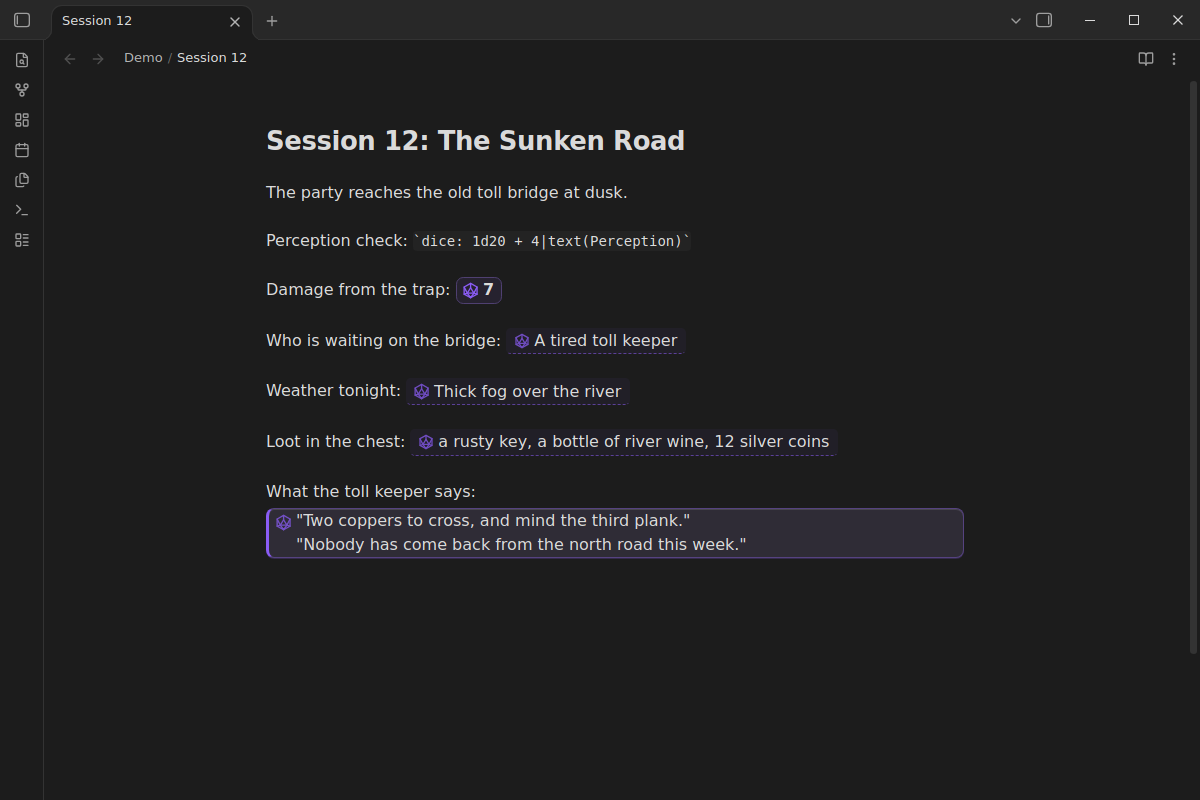 Session 12
Demo / Session 12
Session 12: The Sunken Road
The party reaches the old toll bridge at dusk.
Perception check: `dice: 1d20 + 4|text(Perception)`
Damage from the trap: 7
Who is waiting on the bridge: A tired toll keeper
Weather tonight: Thick fog over the river
Loot in the chest: a rusty key, a bottle of river wine, 12 silver coins
What the toll keeper says:
"Two coppers to cross, and mind the third plank."
"Nobody has come back from the north road this week."